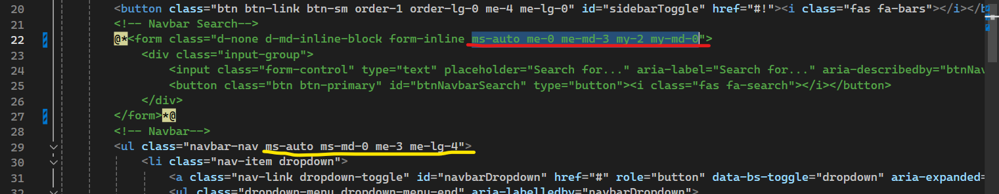 20 <button class="btn btn-link btn-sm order-1 order-lg-0 me-4 me-lg-0" id="sidebarToggle" href="#!"><i class="fas fa-bars"></i></b
21 <!-- Navbar Search-->
22 @*<form class="d-none d-md-inline-block form-inline ms-auto me-0 me-md-3 my-2 my-md-0">
23 <div class="input-group">
24 <input class="form-control" type="text" placeholder="Search for..." aria-label="Search for..." aria-describedby="btnNav
25 <button class="btn btn-primary" id="btnNavbarSearch" type="button"><i class="fas fa-search"></i></button>
26 </div>
27 </form>*@
28 <!-- Navbar-->
29 <ul class="navbar-nav ms-auto ms-md-0 me-3 me-lg-4">
30 <li class="nav-item dropdown">
31 <a class="nav-link dropdown-toggle" id="navbarDropdown" href="#" role="button" data-bs-toggle="dropdown" aria-expanded=
32 <ul class="dropdown-menu dropdown-menu-end" aria-labelledby="navbarDropdown">